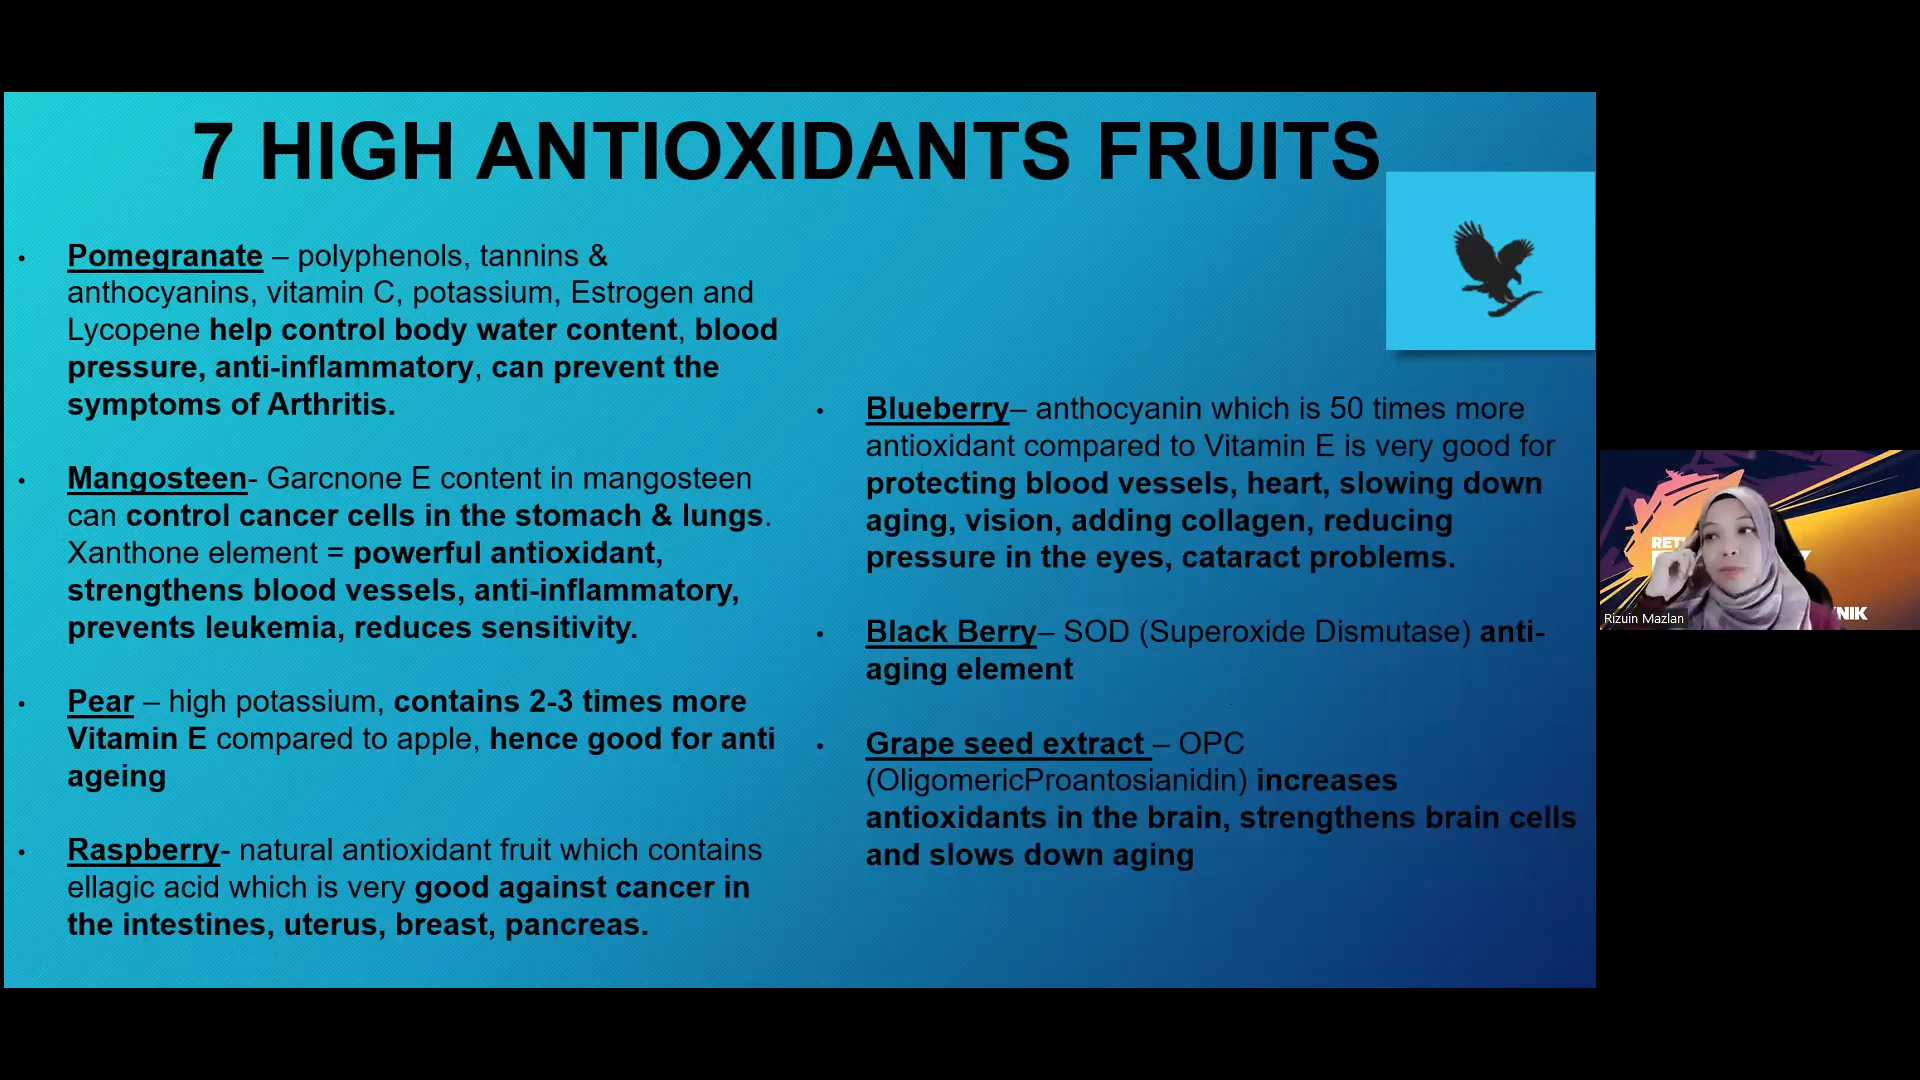 7 HIGH ANTIOXIDANTS FRUITS
• Pomegranate – polyphenols, tannins &
anthocyanins, vitamin C, potassium, Estrogen and
Lycopene help control body water content, blood
pressure, anti-inflammatory, can prevent the
symptoms of Arthritis.
• Mangosteen- Garcnone E content in mangosteen
can control cancer cells in the stomach & lungs.
Xanthone element = powerful antioxidant,
strengthens blood vessels, anti-inflammatory,
prevents leukemia, reduces sensitivity.
• Pear – high potassium, contains 2-3 times more
Vitamin E compared to apple, hence good for anti
ageing
• Raspberry- natural antioxidant fruit which contains
ellagic acid which is very good against cancer in
the intestines, uterus, breast, pancreas.
• Blueberry– anthocyanin which is 50 times more
antioxidant compared to Vitamin E is very good for
protecting blood vessels, heart, slowing down
aging, vision, adding collagen, reducing
pressure in the eyes, cataract problems.
• Black Berry– SOD (Superoxide Dismutase) anti-
aging element
• Grape seed extract – OPC
(OligomericProantosianidin) increases
antioxidants in the brain, strengthens brain cells
and slows down aging
Rizuin Mazlan